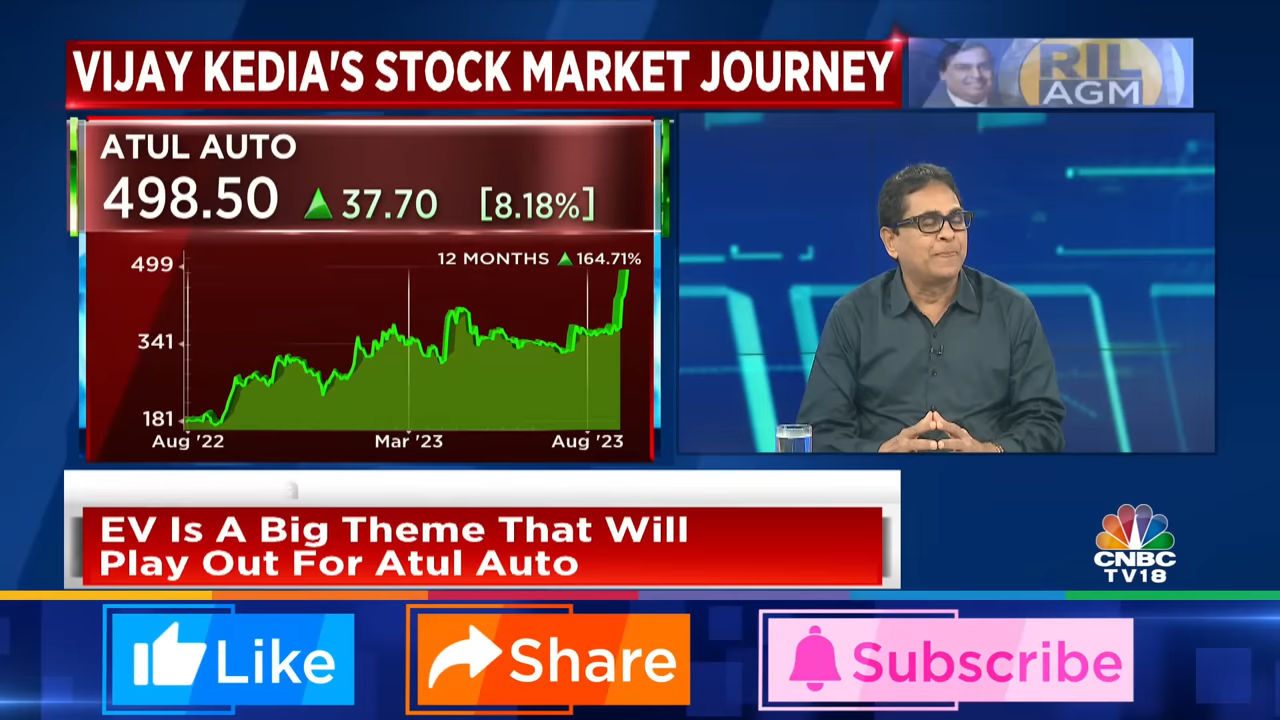 VIJAY KEDIA'S STOCK MARKET JOURNEY
RIL
AGM
ATUL AUTO
498.50 ▲ 37.70 [8.18%]
12 MONTHS ▲ 164.71%
499
341
181
Aug '22 Mar '23 Aug '23
EV Is A Big Theme That Will
Play Out For Atul Auto
CNBC
TV18
Like Share Subscribe